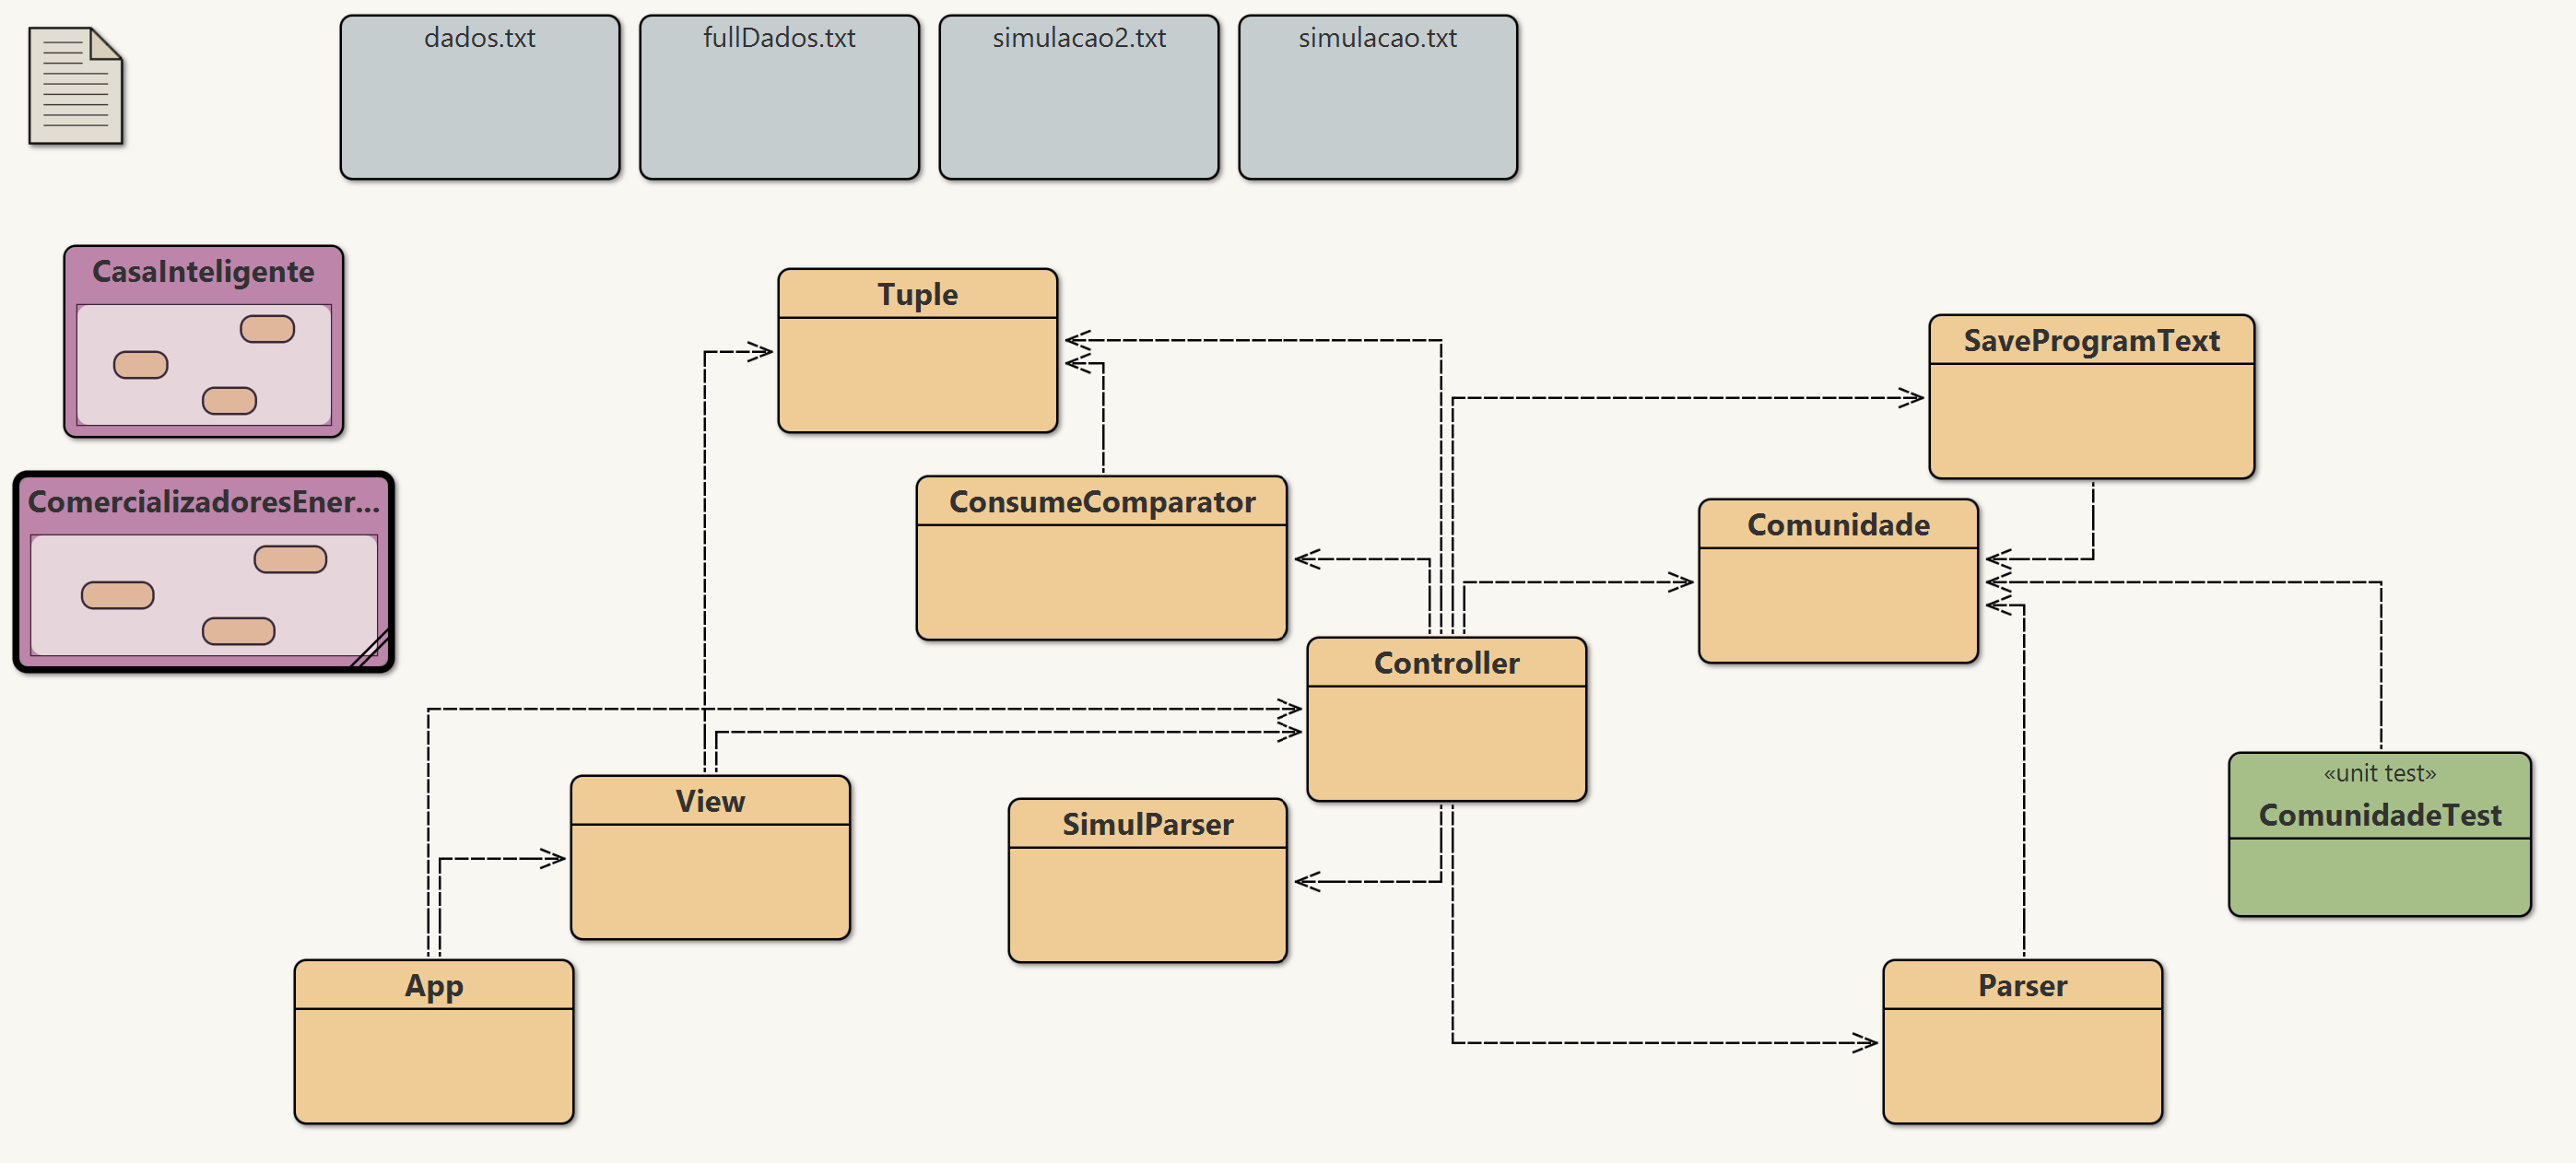 dados.txt
fullDados.txt
simulacao2.txt
simulacao.txt
CasaInteligente
Tuple
SaveProgramText
ComercializadoresEner...
ConsumeComparator
Comunidade
Controller
«unit test»
ComunidadeTest
View
SimulParser
App
Parser